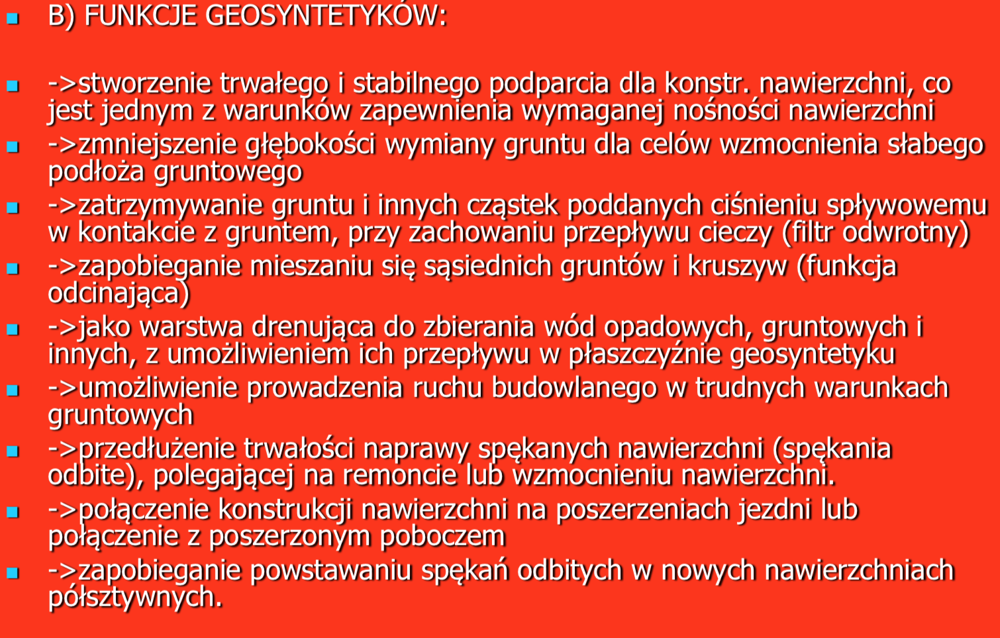 B) FUNKCJE GEOSYNTETYKÓW:
->stworzenie trwałego i stabilnego podparcia dla konstr. nawierzchni, co
jest jednym z warunków zapewnienia wymaganej nośności nawierzchni
->zmniejszenie głębokości wymiany gruntu dla celów wzmocnienia słabego
podłoża gruntowego
->zatrzymywanie gruntu i innych cząstek poddanych ciśnieniu spływowemu
w kontakcie z gruntem, przy zachowaniu przepływu cieczy (filtr odwrotny)
->zapobieganie mieszaniu się sąsiednich gruntów i kruszyw (funkcja
odcinająca)
->jako warstwa drenująca do zbierania wód opadowych, gruntowych i
innych, z umożliwieniem ich przepływu w płaszczyźnie geosyntetyku
->umożliwienie prowadzenia ruchu budowlanego w trudnych warunkach
gruntowych
->przedłużenie trwałości naprawy spękanych nawierzchni (spękania
odbite), polegającej na remoncie lub wzmocnieniu nawierzchni.
->połączenie konstrukcji nawierzchni na poszerzeniach jezdni lub
połączenie z poszerzonym poboczem
->zapobieganie powstawaniu spękań odbitych w nowych nawierzchniach
półsztywnych.